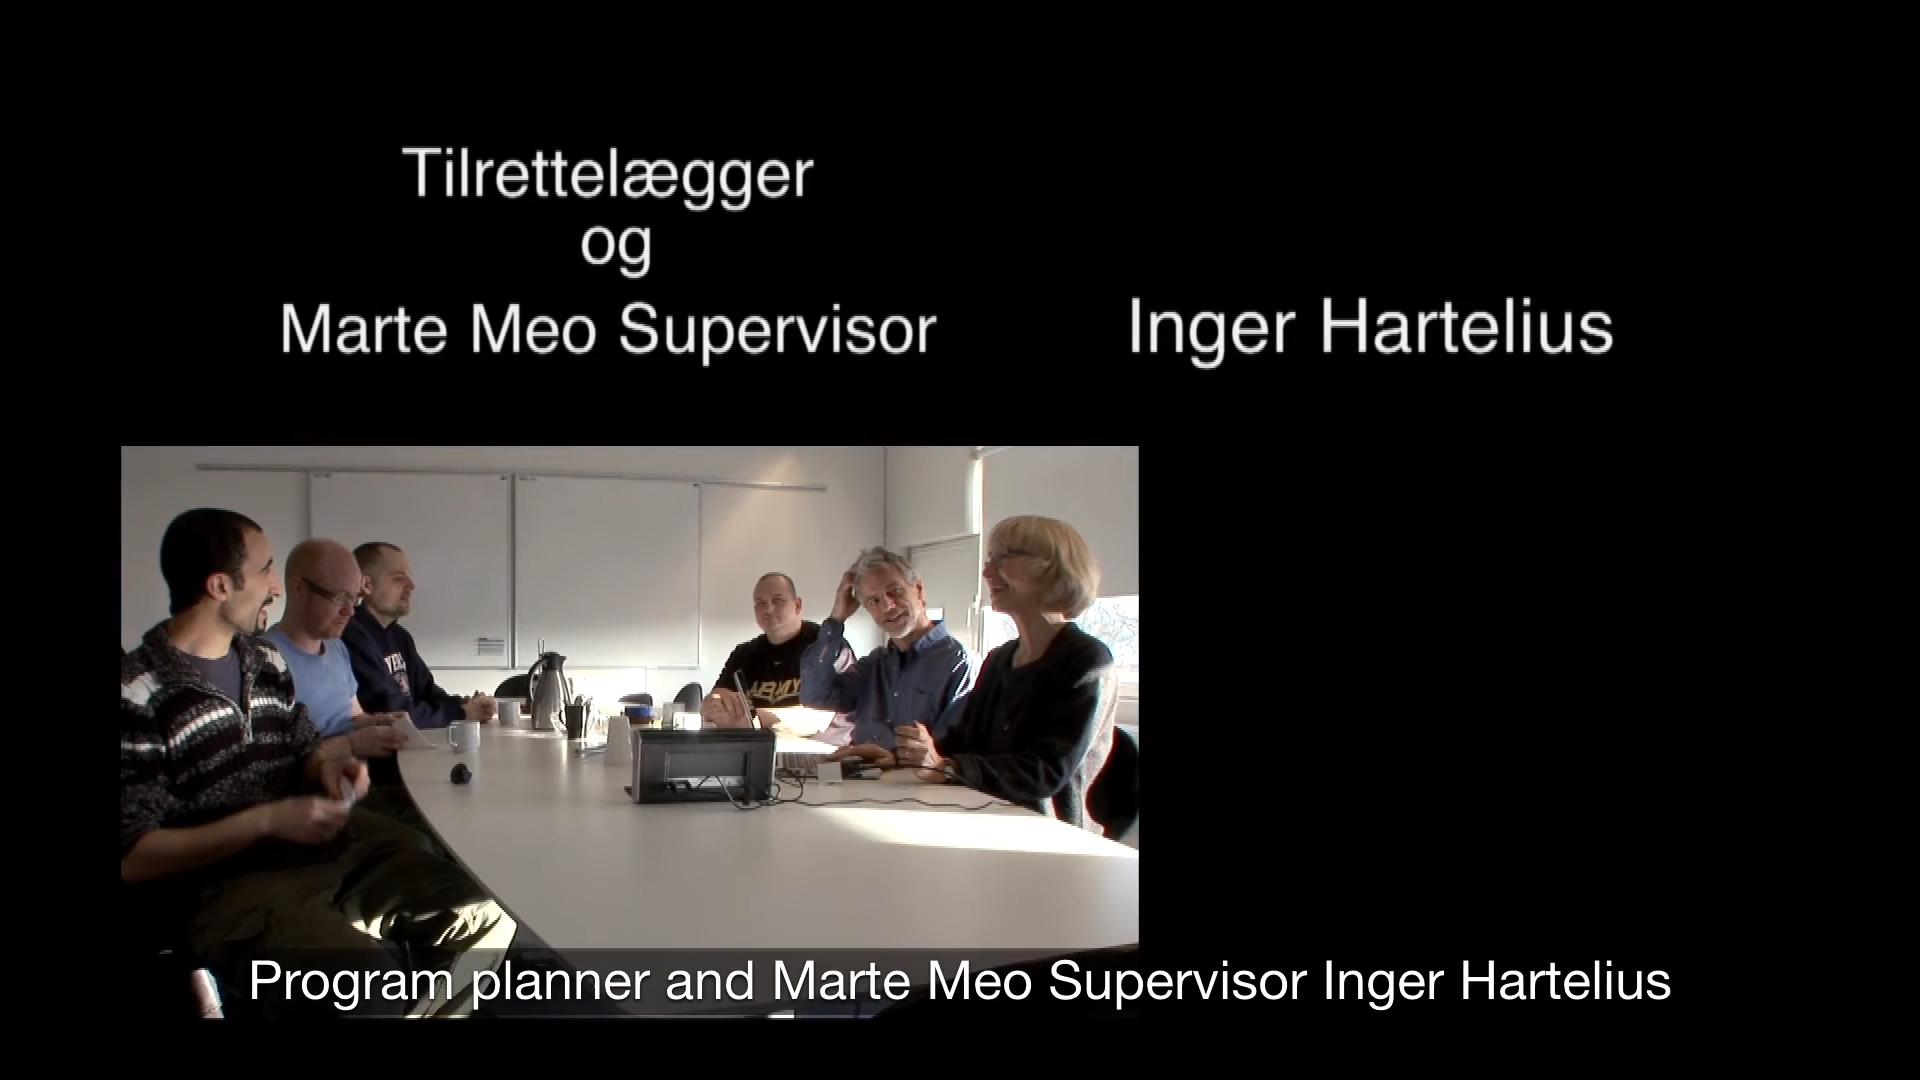 Tilrettelægger
og
Marte Meo Supervisor
Inger Hartelius
Program planner and Marte Meo Supervisor Inger Hartelius